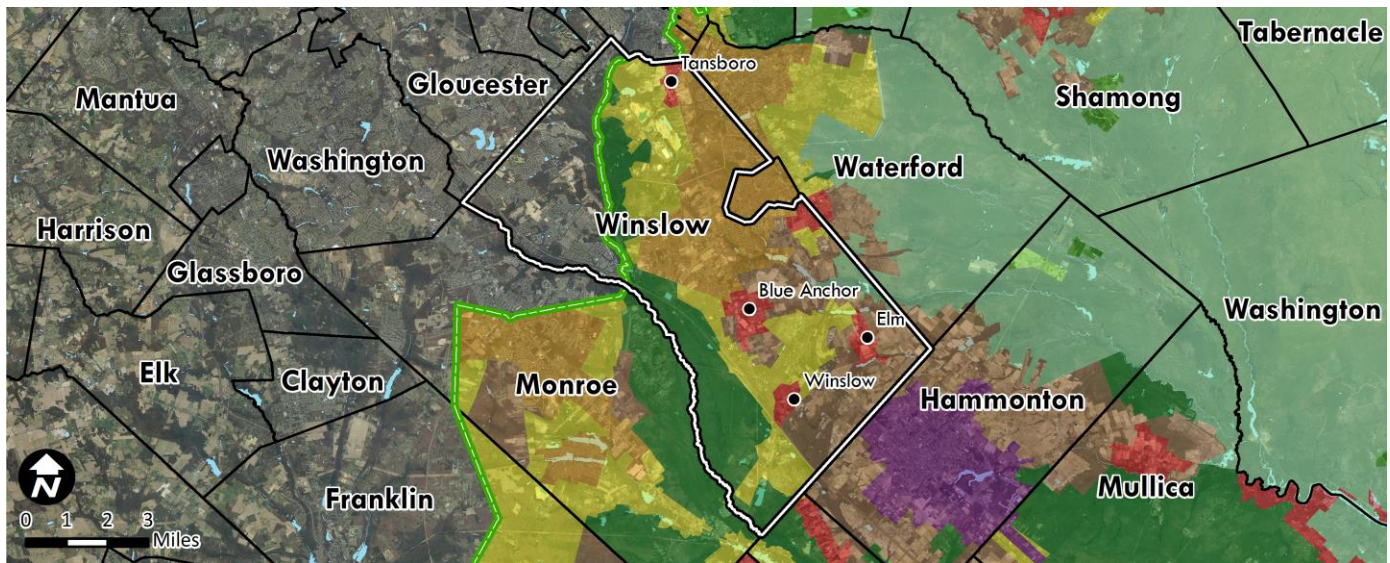 Tabernacle
Tansboro
Gloucester
Mantua
Shamong
Washington
Waterford
Harrison
Winslow
Glassboro
Blue Anchor
Washington
Elm
Elk
Clayton
Monroe
Winslow
Hammonton
N
Mullica
Franklin
0 1 2 3
Miles